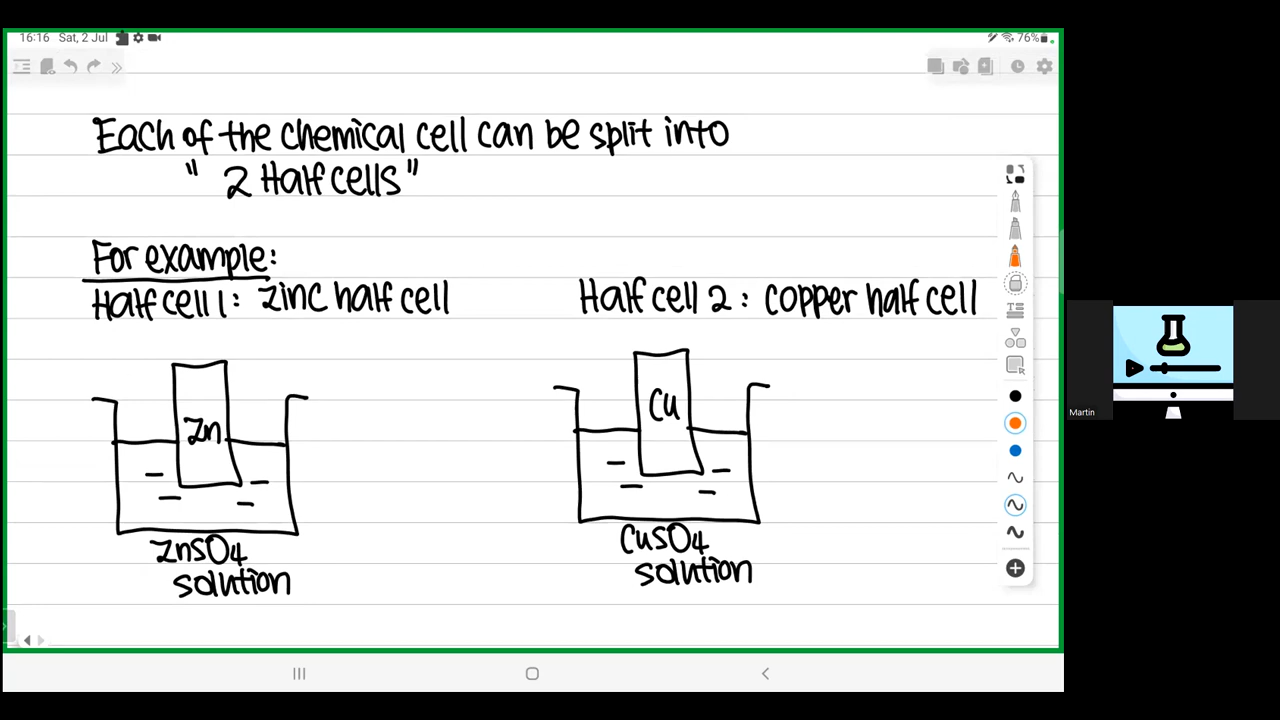 16:16 Sat, 2 Jul
76%
Each of the chemical cell can be split into
" 2 Half cells "
For example:
Half cell 1: Zinc half cell
Half cell 2: copper half cell
Zn
Cu
ZnSO4
solution
CuSO4
solution
Martin